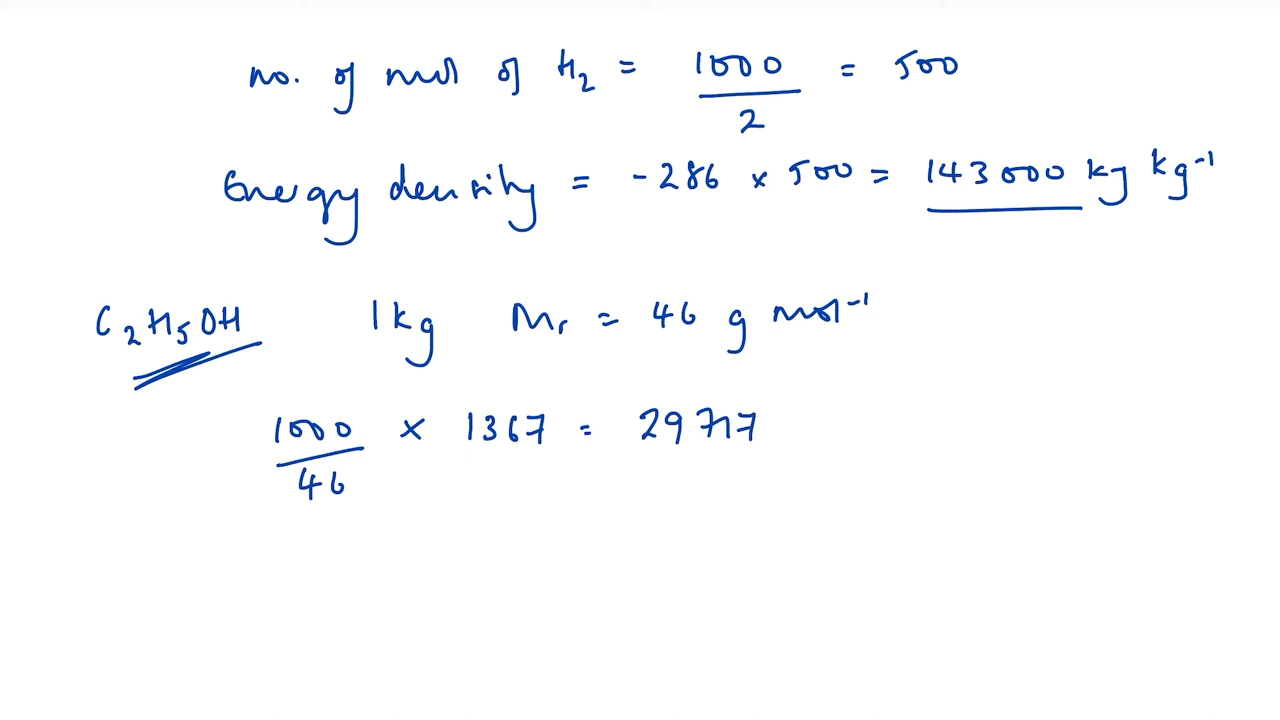 no. of mol of H₂ = 1000/2 = 500
Energy density = -286 × 500 = 143000 kJ kg⁻¹
C₂H₅OH 1kg Mr = 46 g mol⁻¹
1000/46 × 1367 = 29717